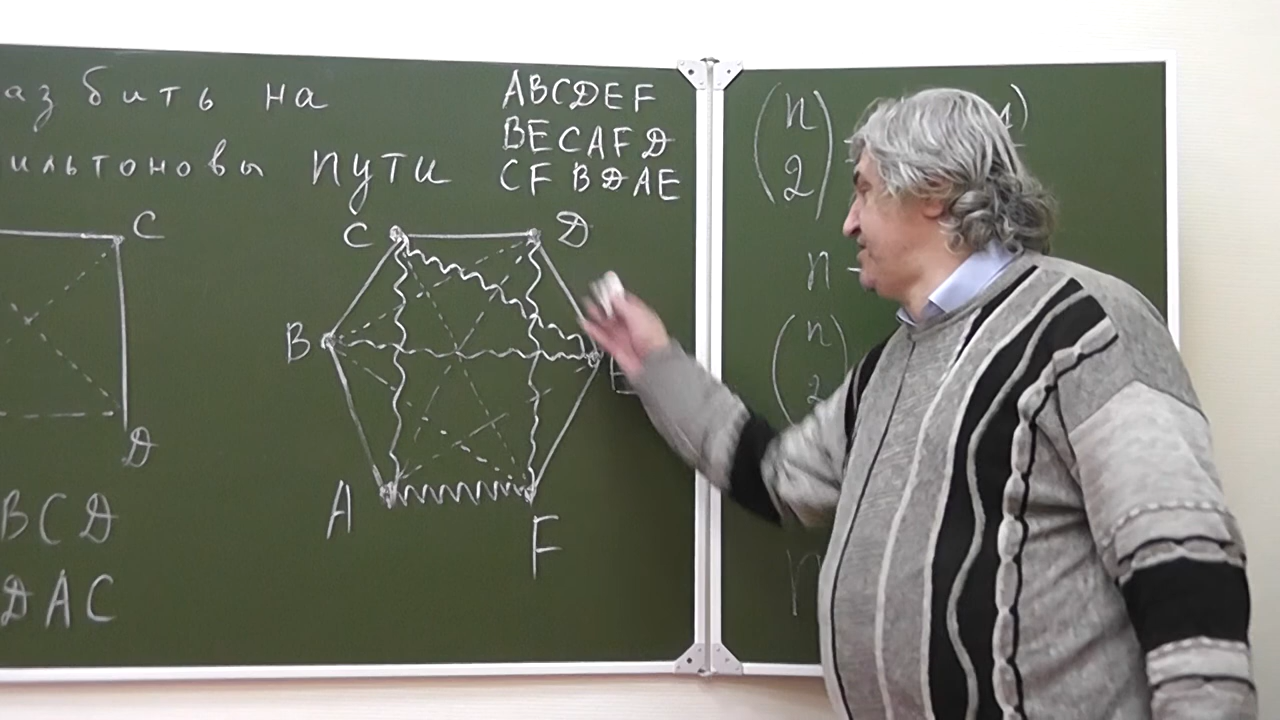 азбить на
ильтоновы пути
ABCDEF
BECAFD
CFBDAE
C
D
C
D
B
E
A
F
BCD
DAC
(n
2)
n
(n
2)
n